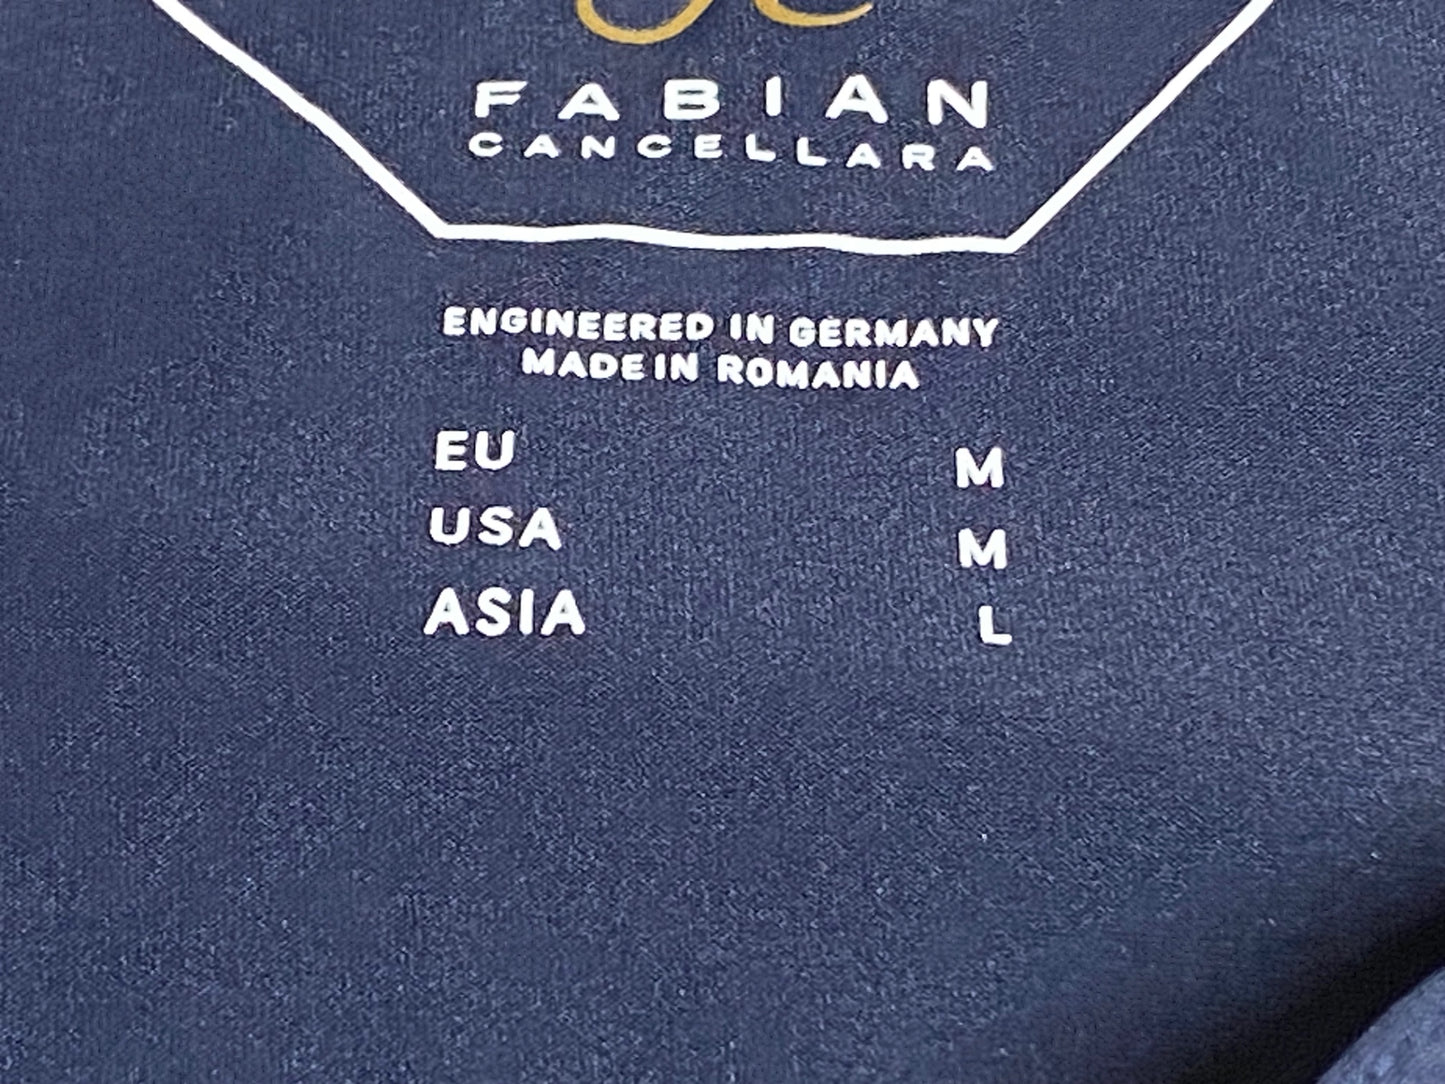 FABIAN
CANCELLARA
ENGINEERED IN GERMANY
MADE IN ROMANIA
EU M
USA M
ASIA L